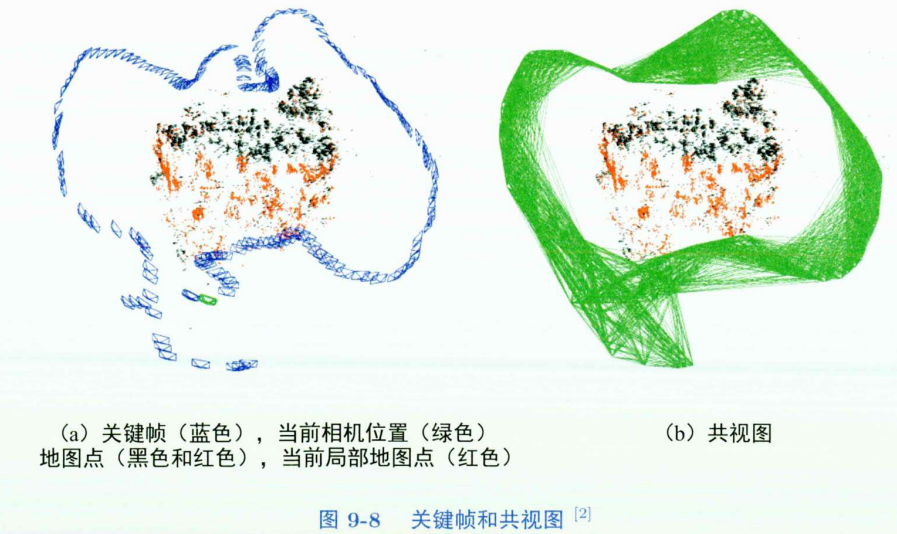 （a）关键帧（蓝色），当前相机位置（绿色）
地图点（黑色和红色），当前局部地图点（红色）
（b）共视图
图 9-8 关键帧和共视图 [2]